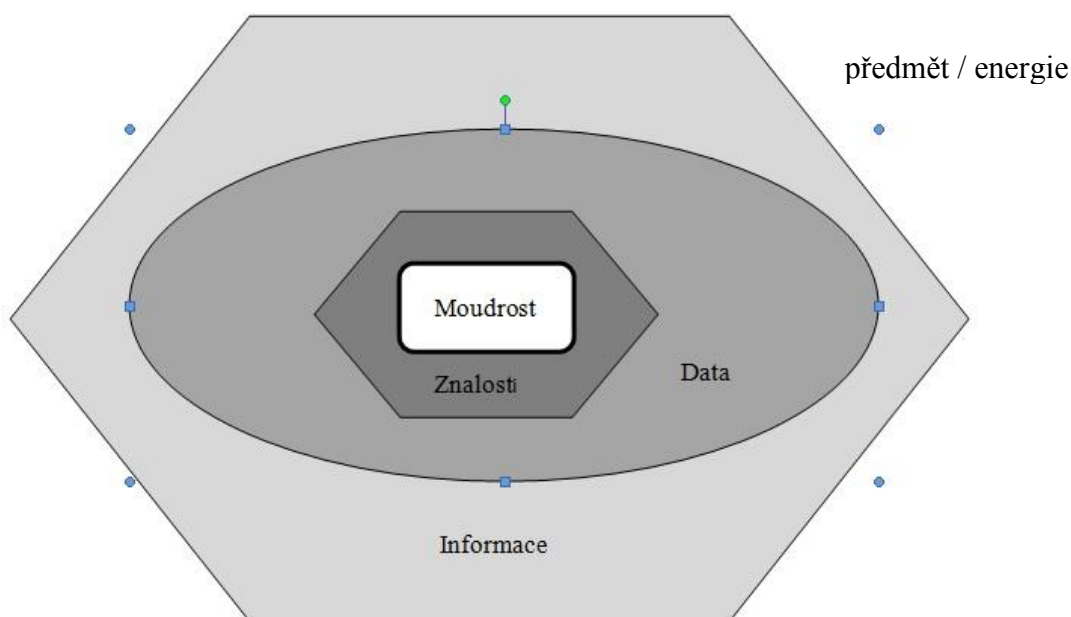 předmět / energie
Moudrost
Znalosti
Data
Informace